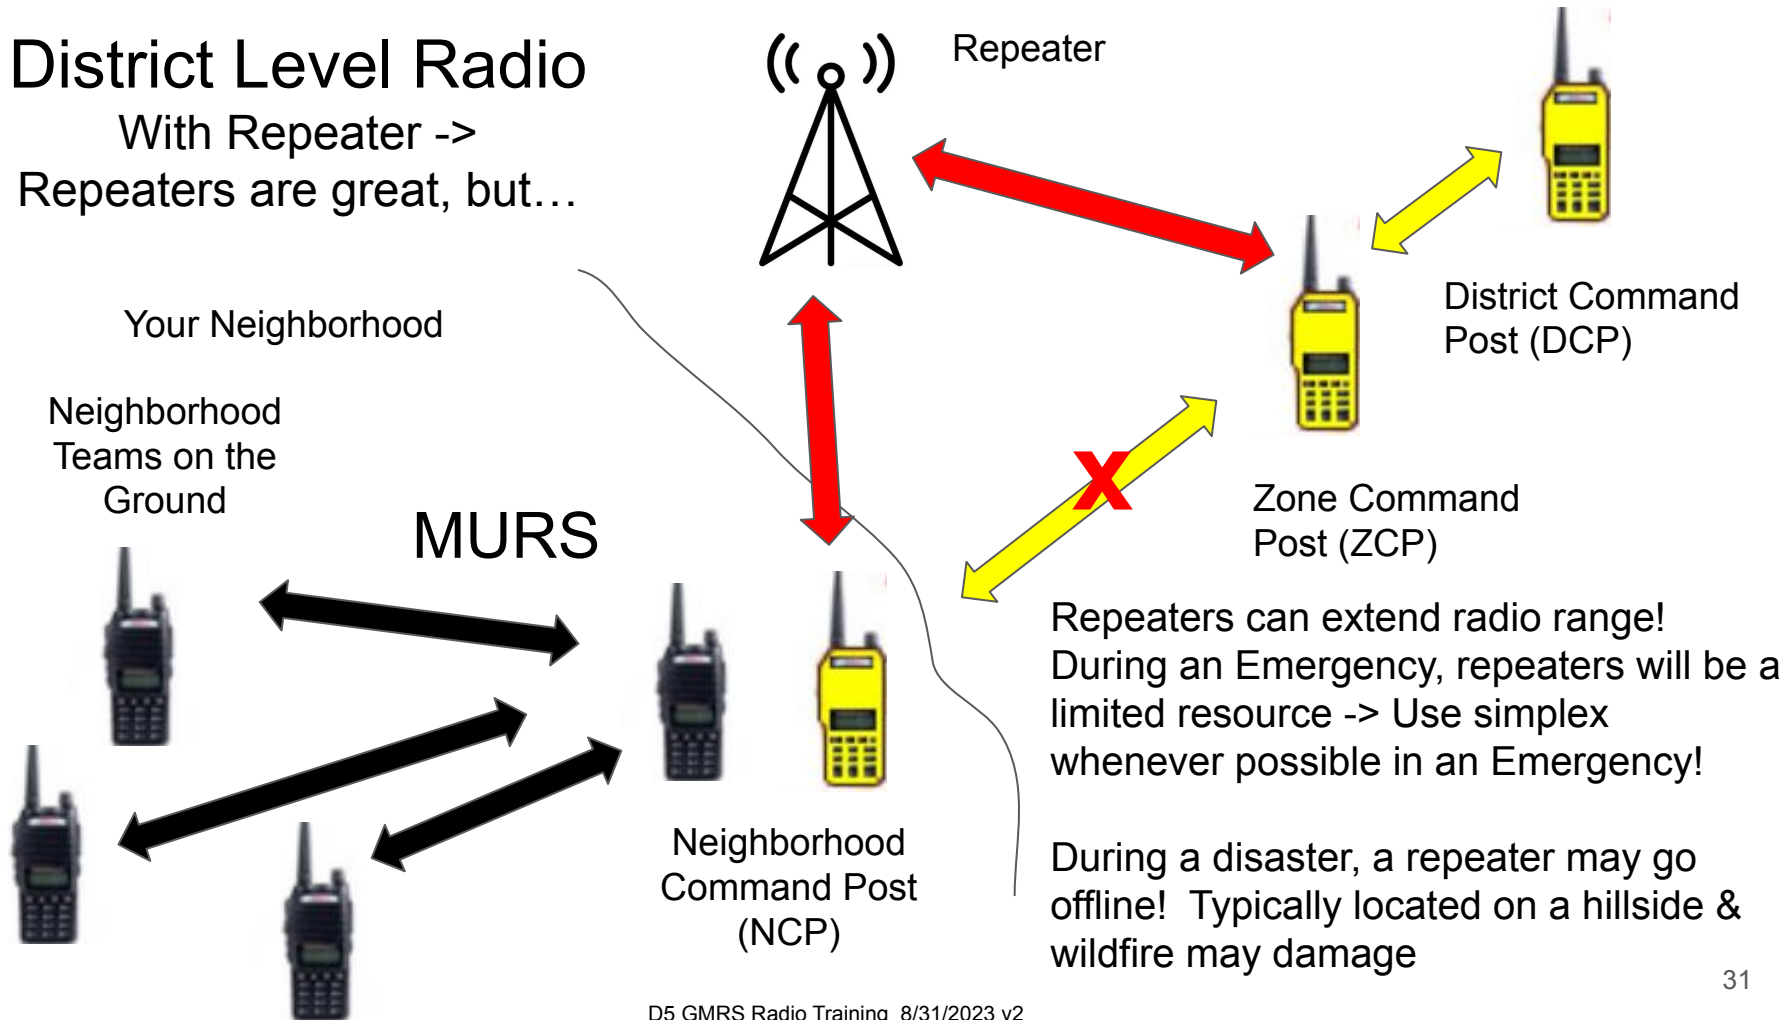 District Level Radio
With Repeater ->
Repeaters are great, but…
Repeater
Your Neighborhood
District Command
Post (DCP)
Neighborhood
Teams on the
Ground
MURS
X
Zone Command
Post (ZCP)
Repeaters can extend radio range!
During an Emergency, repeaters will be a
limited resource -> Use simplex
whenever possible in an Emergency!
Neighborhood
Command Post
(NCP)
During a disaster, a repeater may go
offline!  Typically located on a hillside &
wildfire may damage
31
D5 GMRS Radio Training  8/31/2023 v2